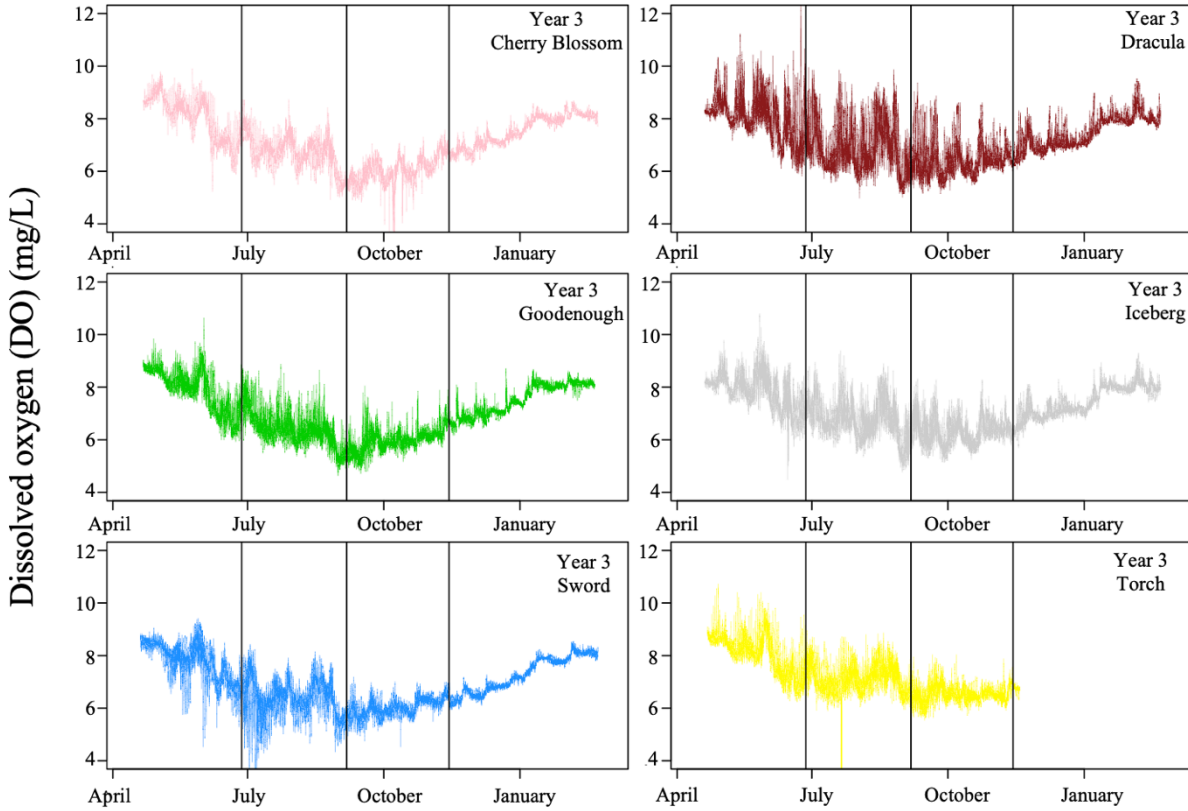 Dissolved oxygen (DO) (mg/L)
Year 3
Cherry Blossom
12
10
8
6
4
April
July
October
January
Year 3
Dracula
12
10
8
6
4
April
July
October
January
Year 3
Goodenough
12
10
8
6
4
April
July
October
January
Year 3
Iceberg
12
10
8
6
4
April
July
October
January
Year 3
Sword
12
10
8
6
4
April
July
October
January
Year 3
Torch
12
10
8
6
4
April
July
October
January